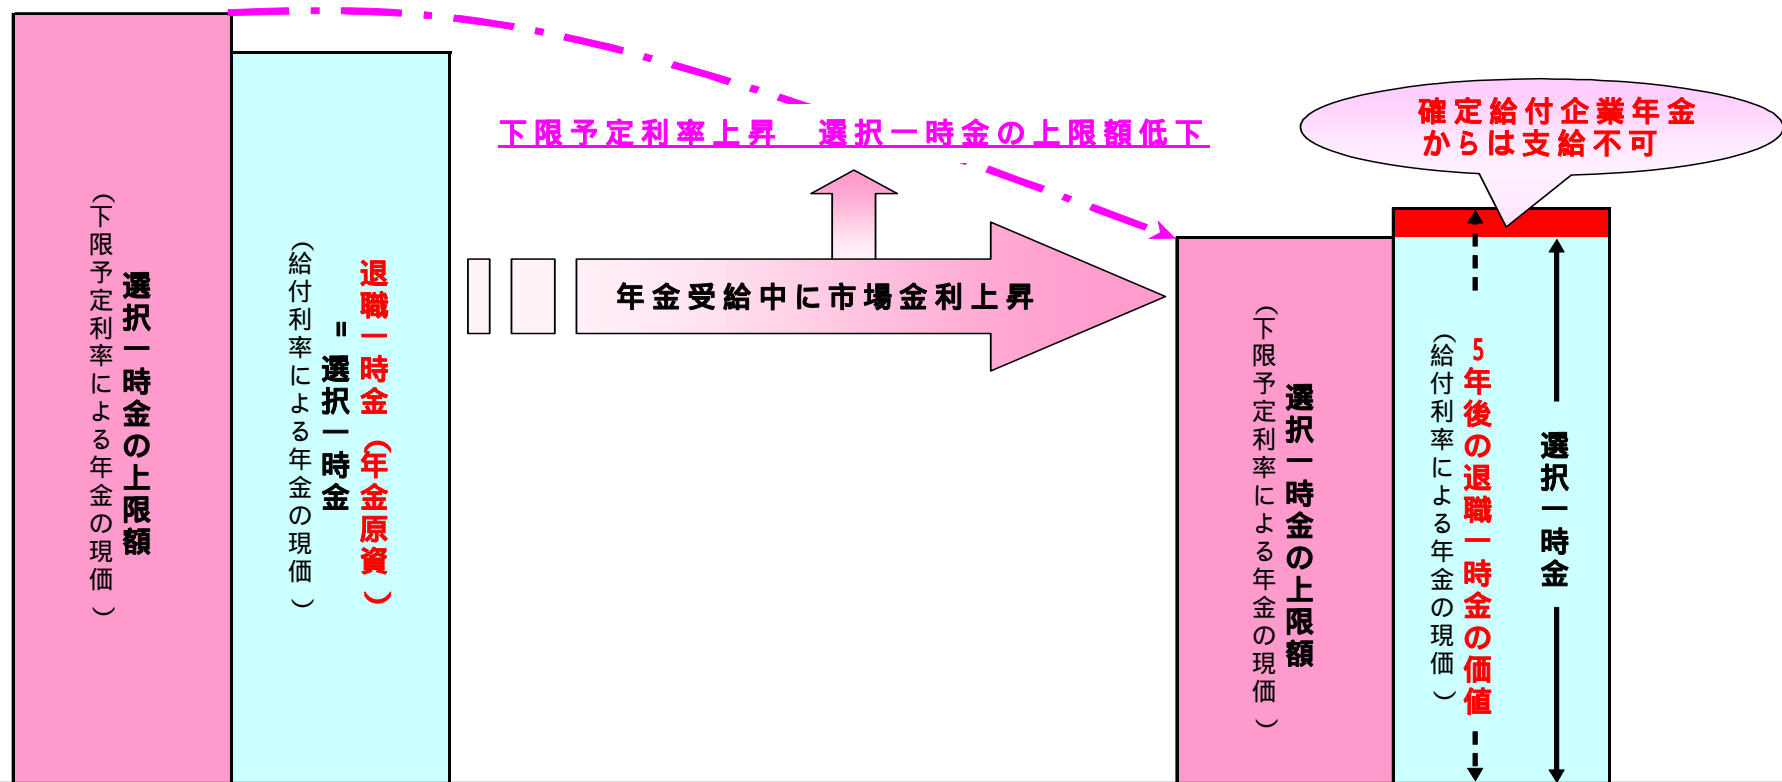 下限予定利率上昇　選択一時金の上限額低下
確定給付企業年金
からは支給不可
選択一時金の上限額
（下限予定利率による年金の現価）
退職一時金（年金原資）
＝選択一時金
（給付利率による年金の現価）
年金受給中に市場金利上昇
選択一時金の上限額
（下限予定利率による年金の現価）
選択一時金
5年後の退職一時金の価値
（給付利率による年金の現価）